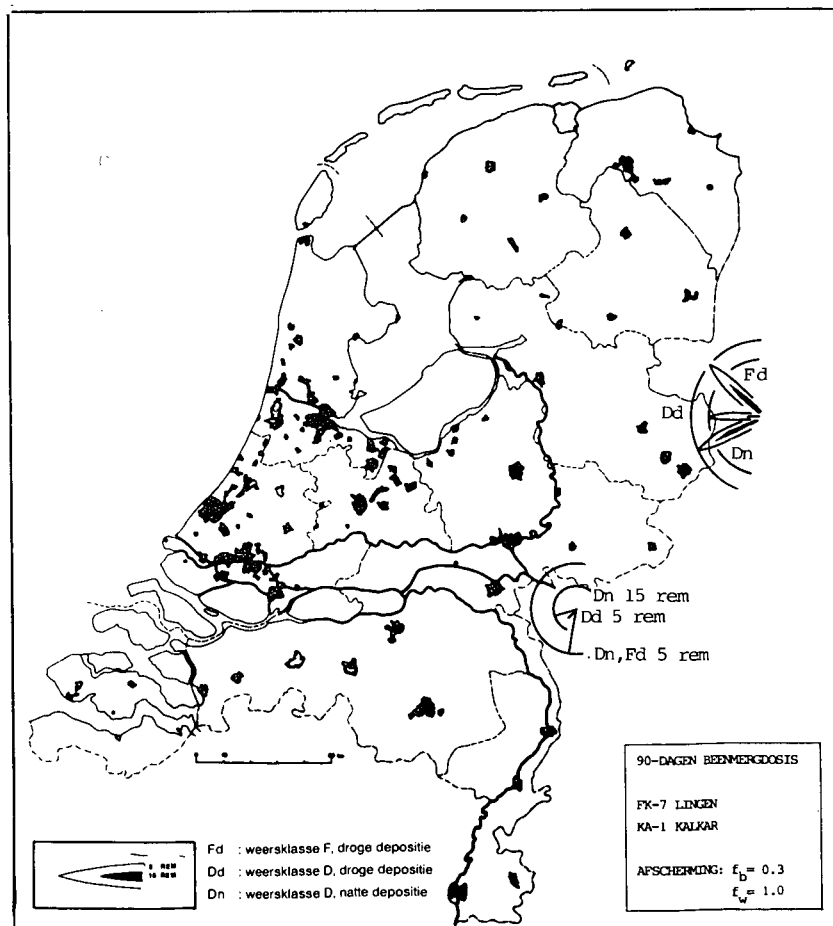 Fd
Dd
Dn
Dn 15 rem
Dd 5 rem
Dn,Fd 5 rem
90-DAGEN BEENMERGDOSIS
FK-7 LINGEN
KA-1 KALKAR
AFSCHERMING: f_b= 0.3
f_w= 1.0
5 REM
15 REM
Fd : weersklasse F, droge depositie
Dd : weersklasse D, droge depositie
Dn : weersklasse D, natte depositie